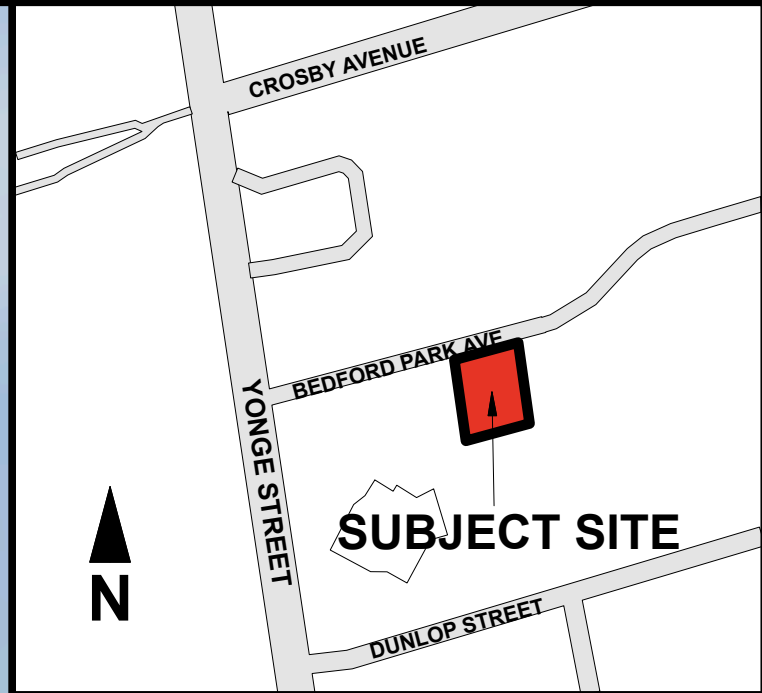 CROSBY AVENUE
BEDFORD PARK AVE
YONGE STREET
SUBJECT SITE
N
DUNLOP STREET